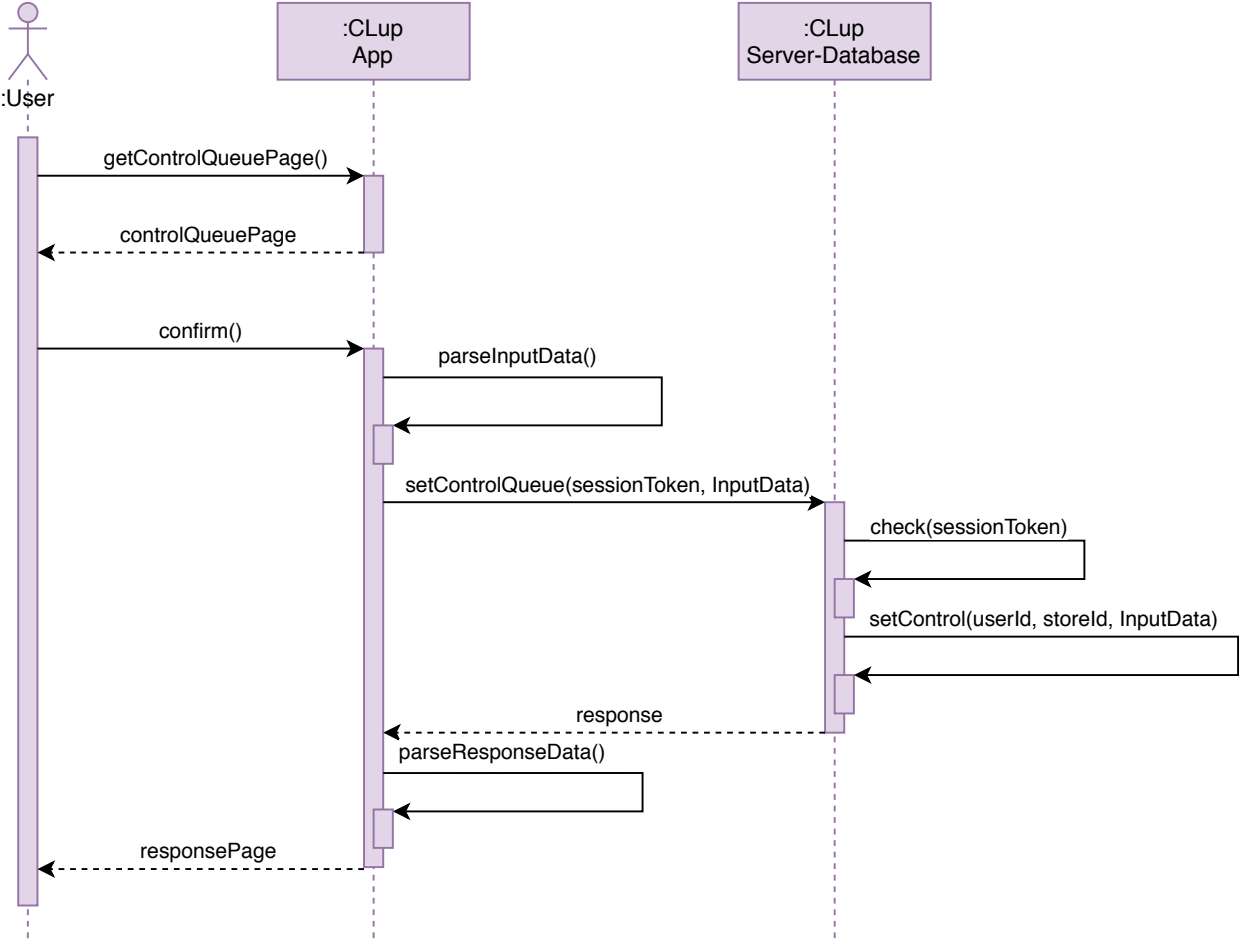 :CLup
App
:CLup
Server-Database
:User
getControlQueuePage()
controlQueuePage
confirm()
parseInputData()
setControlQueue(sessionToken, InputData)
check(sessionToken)
setControl(userId, storeId, InputData)
response
parseResponseData()
responsePage